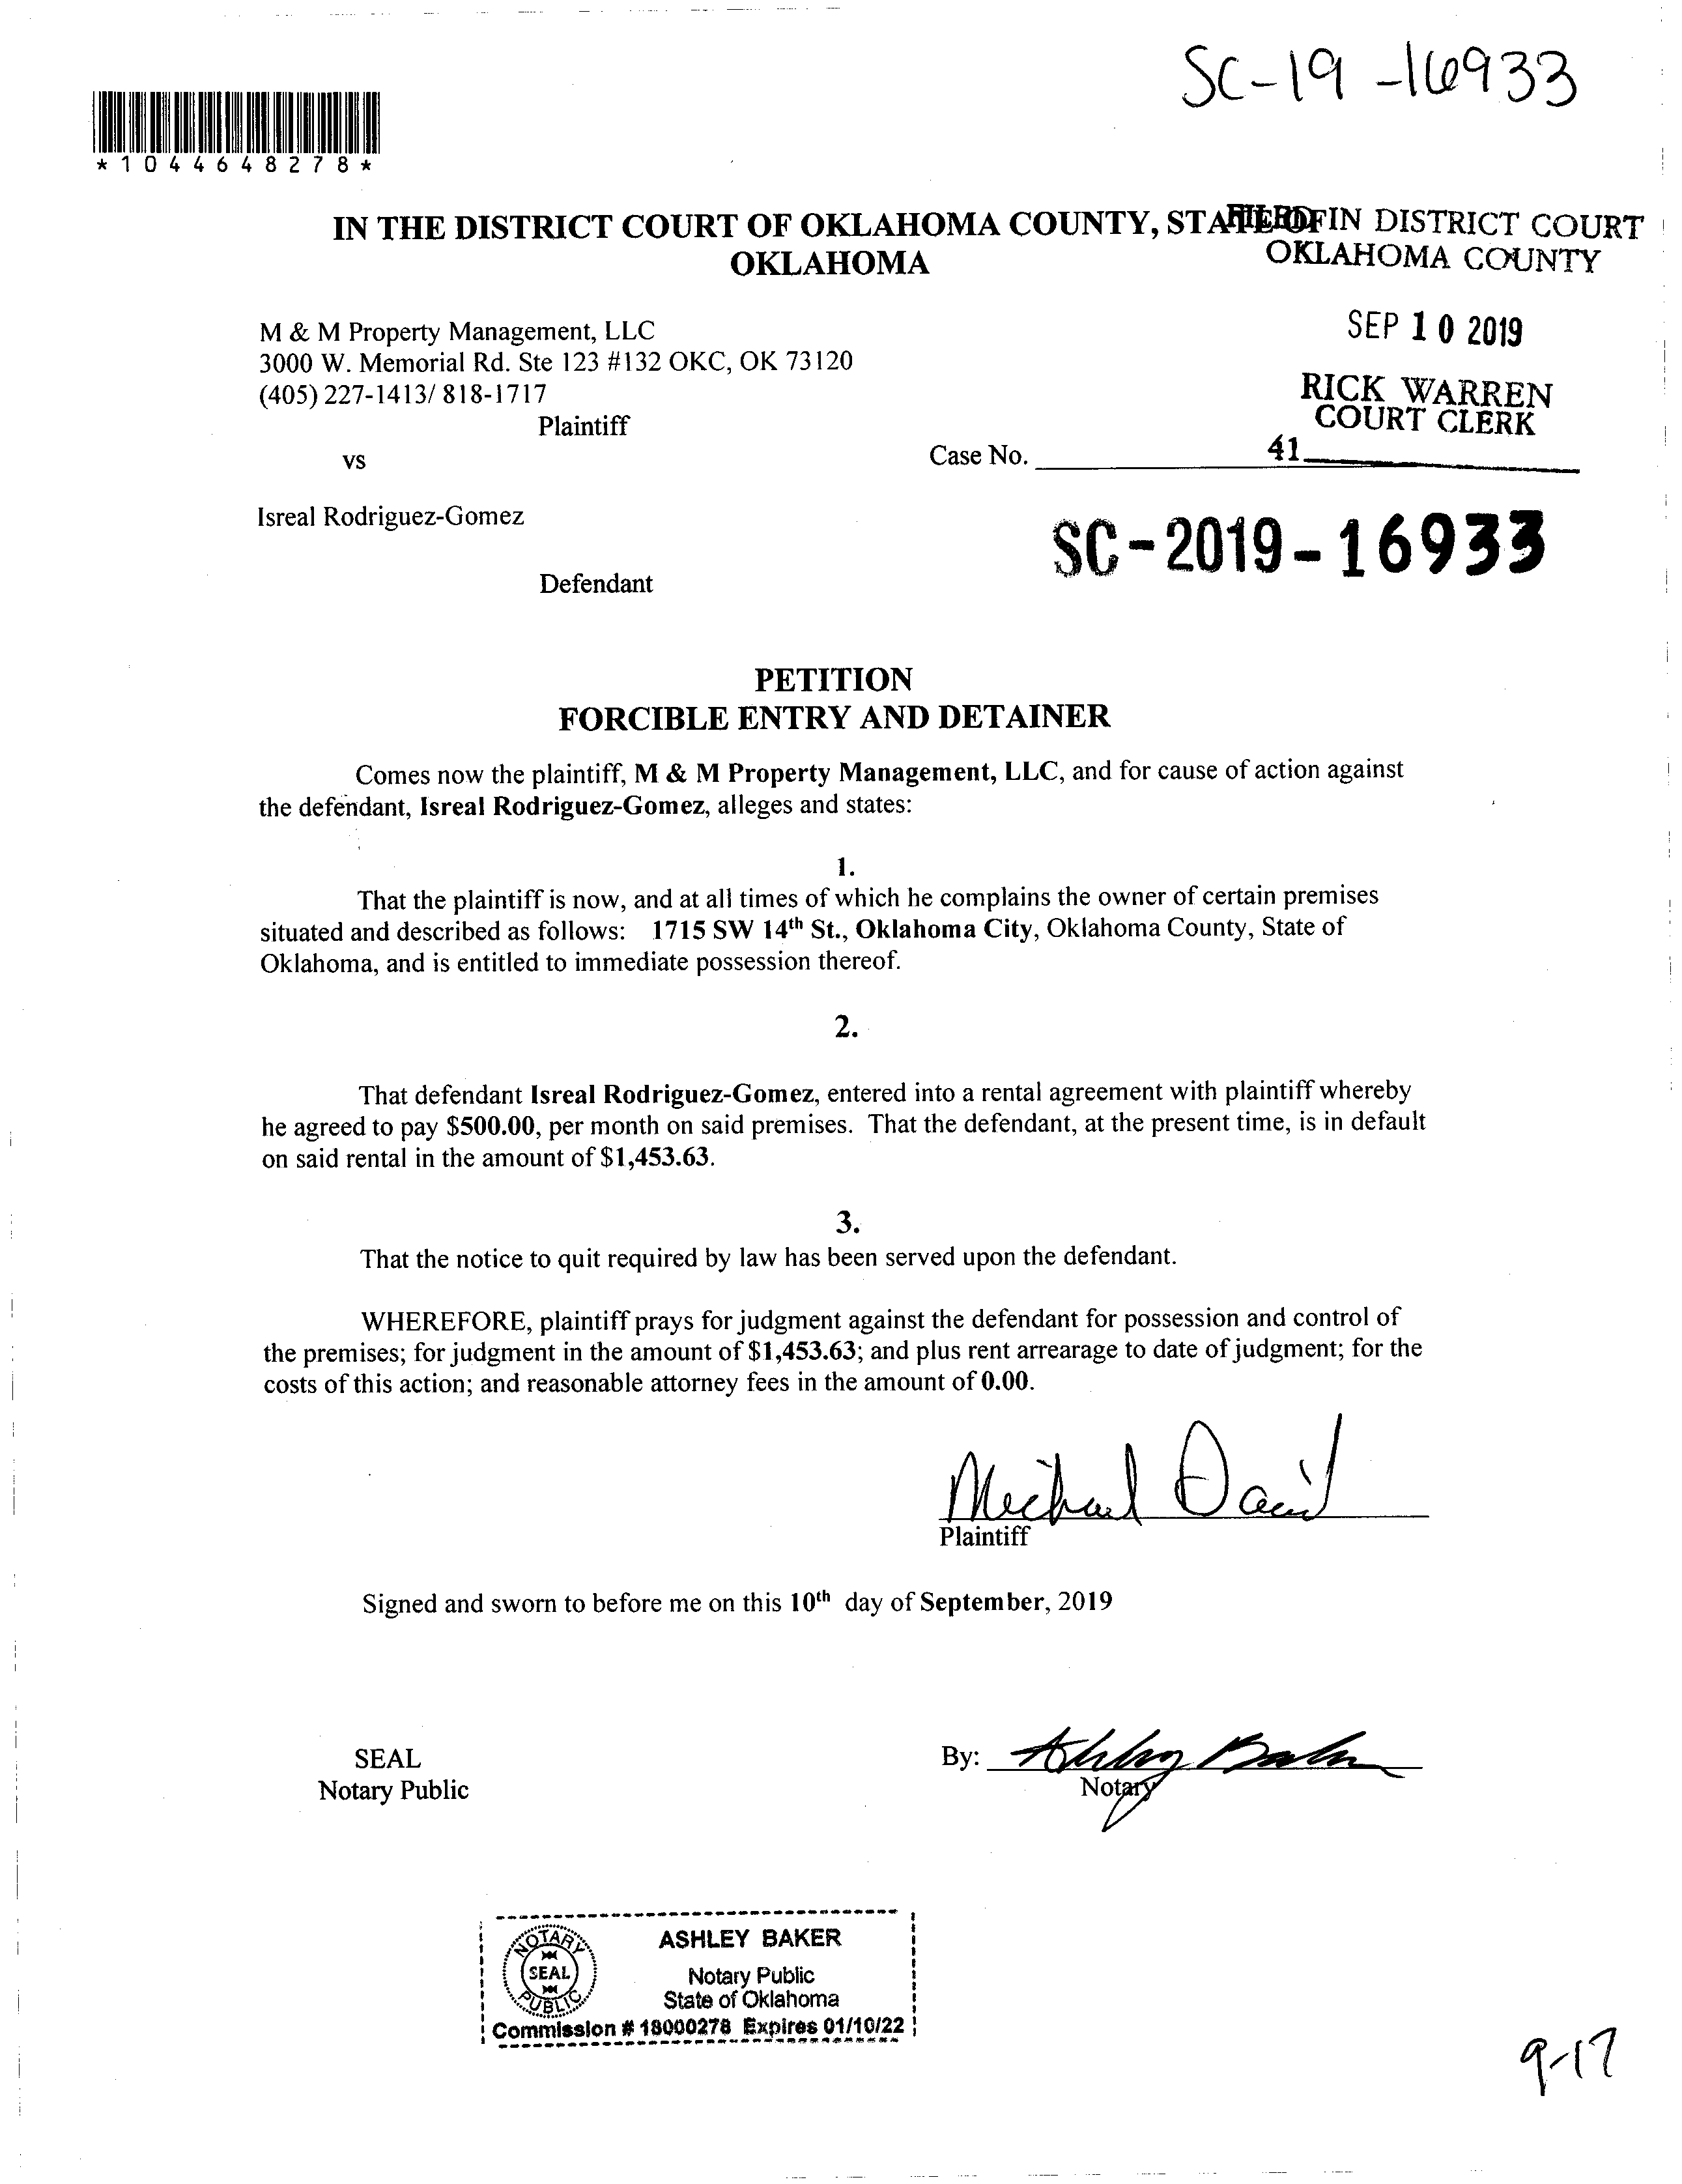 SC-19-16933
*1044648278*
IN THE DISTRICT COURT OF OKLAHOMA COUNTY, STATE OF
OKLAHOMA
FILED IN DISTRICT COURT
OKLAHOMA COUNTY
SEP 10 2019
RICK WARREN
COURT CLERK
41
M & M Property Management, LLC
3000 W. Memorial Rd. Ste 123 #132 OKC, OK 73120
(405) 227-1413/ 818-1717
Plaintiff
vs
Case No.
Isreal Rodriguez-Gomez
SC-2019-16933
Defendant
PETITION
FORCIBLE ENTRY AND DETAINER
Comes now the plaintiff, M & M Property Management, LLC, and for cause of action against
the defendant, Isreal Rodriguez-Gomez, alleges and states:
1.
That the plaintiff is now, and at all times of which he complains the owner of certain premises
situated and described as follows: 1715 SW 14th St., Oklahoma City, Oklahoma County, State of
Oklahoma, and is entitled to immediate possession thereof.
2.
That defendant Isreal Rodriguez-Gomez, entered into a rental agreement with plaintiff whereby
he agreed to pay $500.00, per month on said premises. That the defendant, at the present time, is in default
on said rental in the amount of $1,453.63.
3.
That the notice to quit required by law has been served upon the defendant.
WHEREFORE, plaintiff prays for judgment against the defendant for possession and control of
the premises; for judgment in the amount of $1,453.63; and plus rent arrearage to date of judgment; for the
costs of this action; and reasonable attorney fees in the amount of 0.00.
Michael David
Plaintiff
Signed and sworn to before me on this 10th day of September, 2019
SEAL
Notary Public
By: Ashley Baker
Notary
NOTARY
SEAL
PUBLIC
ASHLEY BAKER
Notary Public
State of Oklahoma
Commission # 18000278 Expires 01/10/22
9-17